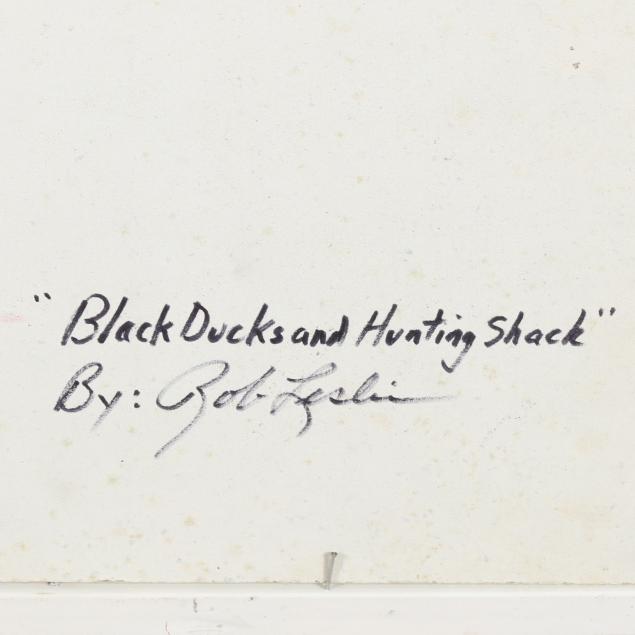 "Black Ducks and Hunting Shack"
By: Rob Leslie